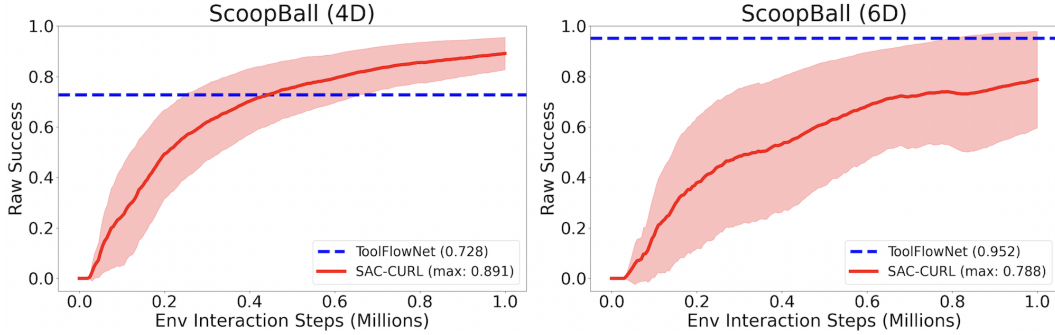 ScoopBall (4D)
Raw Success
1.0
0.8
0.6
0.4
0.2
0.0
ToolFlowNet (0.728)
SAC-CURL (max: 0.891)
0.0 0.2 0.4 0.6 0.8 1.0
Env Interaction Steps (Millions)
ScoopBall (6D)
Raw Success
1.0
0.8
0.6
0.4
0.2
0.0
ToolFlowNet (0.952)
SAC-CURL (max: 0.788)
0.0 0.2 0.4 0.6 0.8 1.0
Env Interaction Steps (Millions)